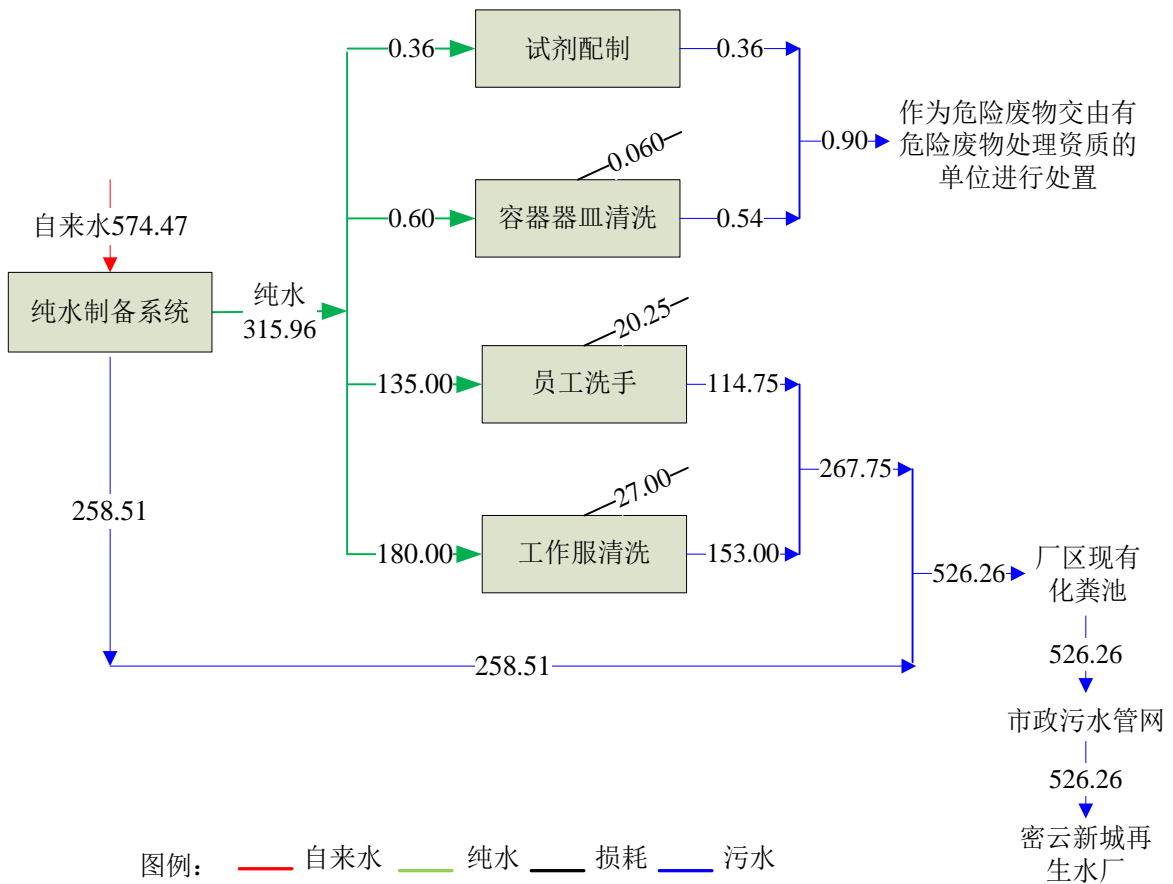 0.36
试剂配制
0.36
作为危险废物交由有
危险废物处理资质的
单位进行处置
0.90
0.060
0.60
容器器皿清洗
0.54
自来水574.47
纯水制备系统
纯水
315.96
20.25
135.00
员工洗手
114.75
267.75
27.00
258.51
180.00
工作服清洗
153.00
526.26
厂区现有
化粪池
258.51
526.26
市政污水管网
526.26
密云新城再
生水厂
图例：
自来水
纯水
损耗
污水